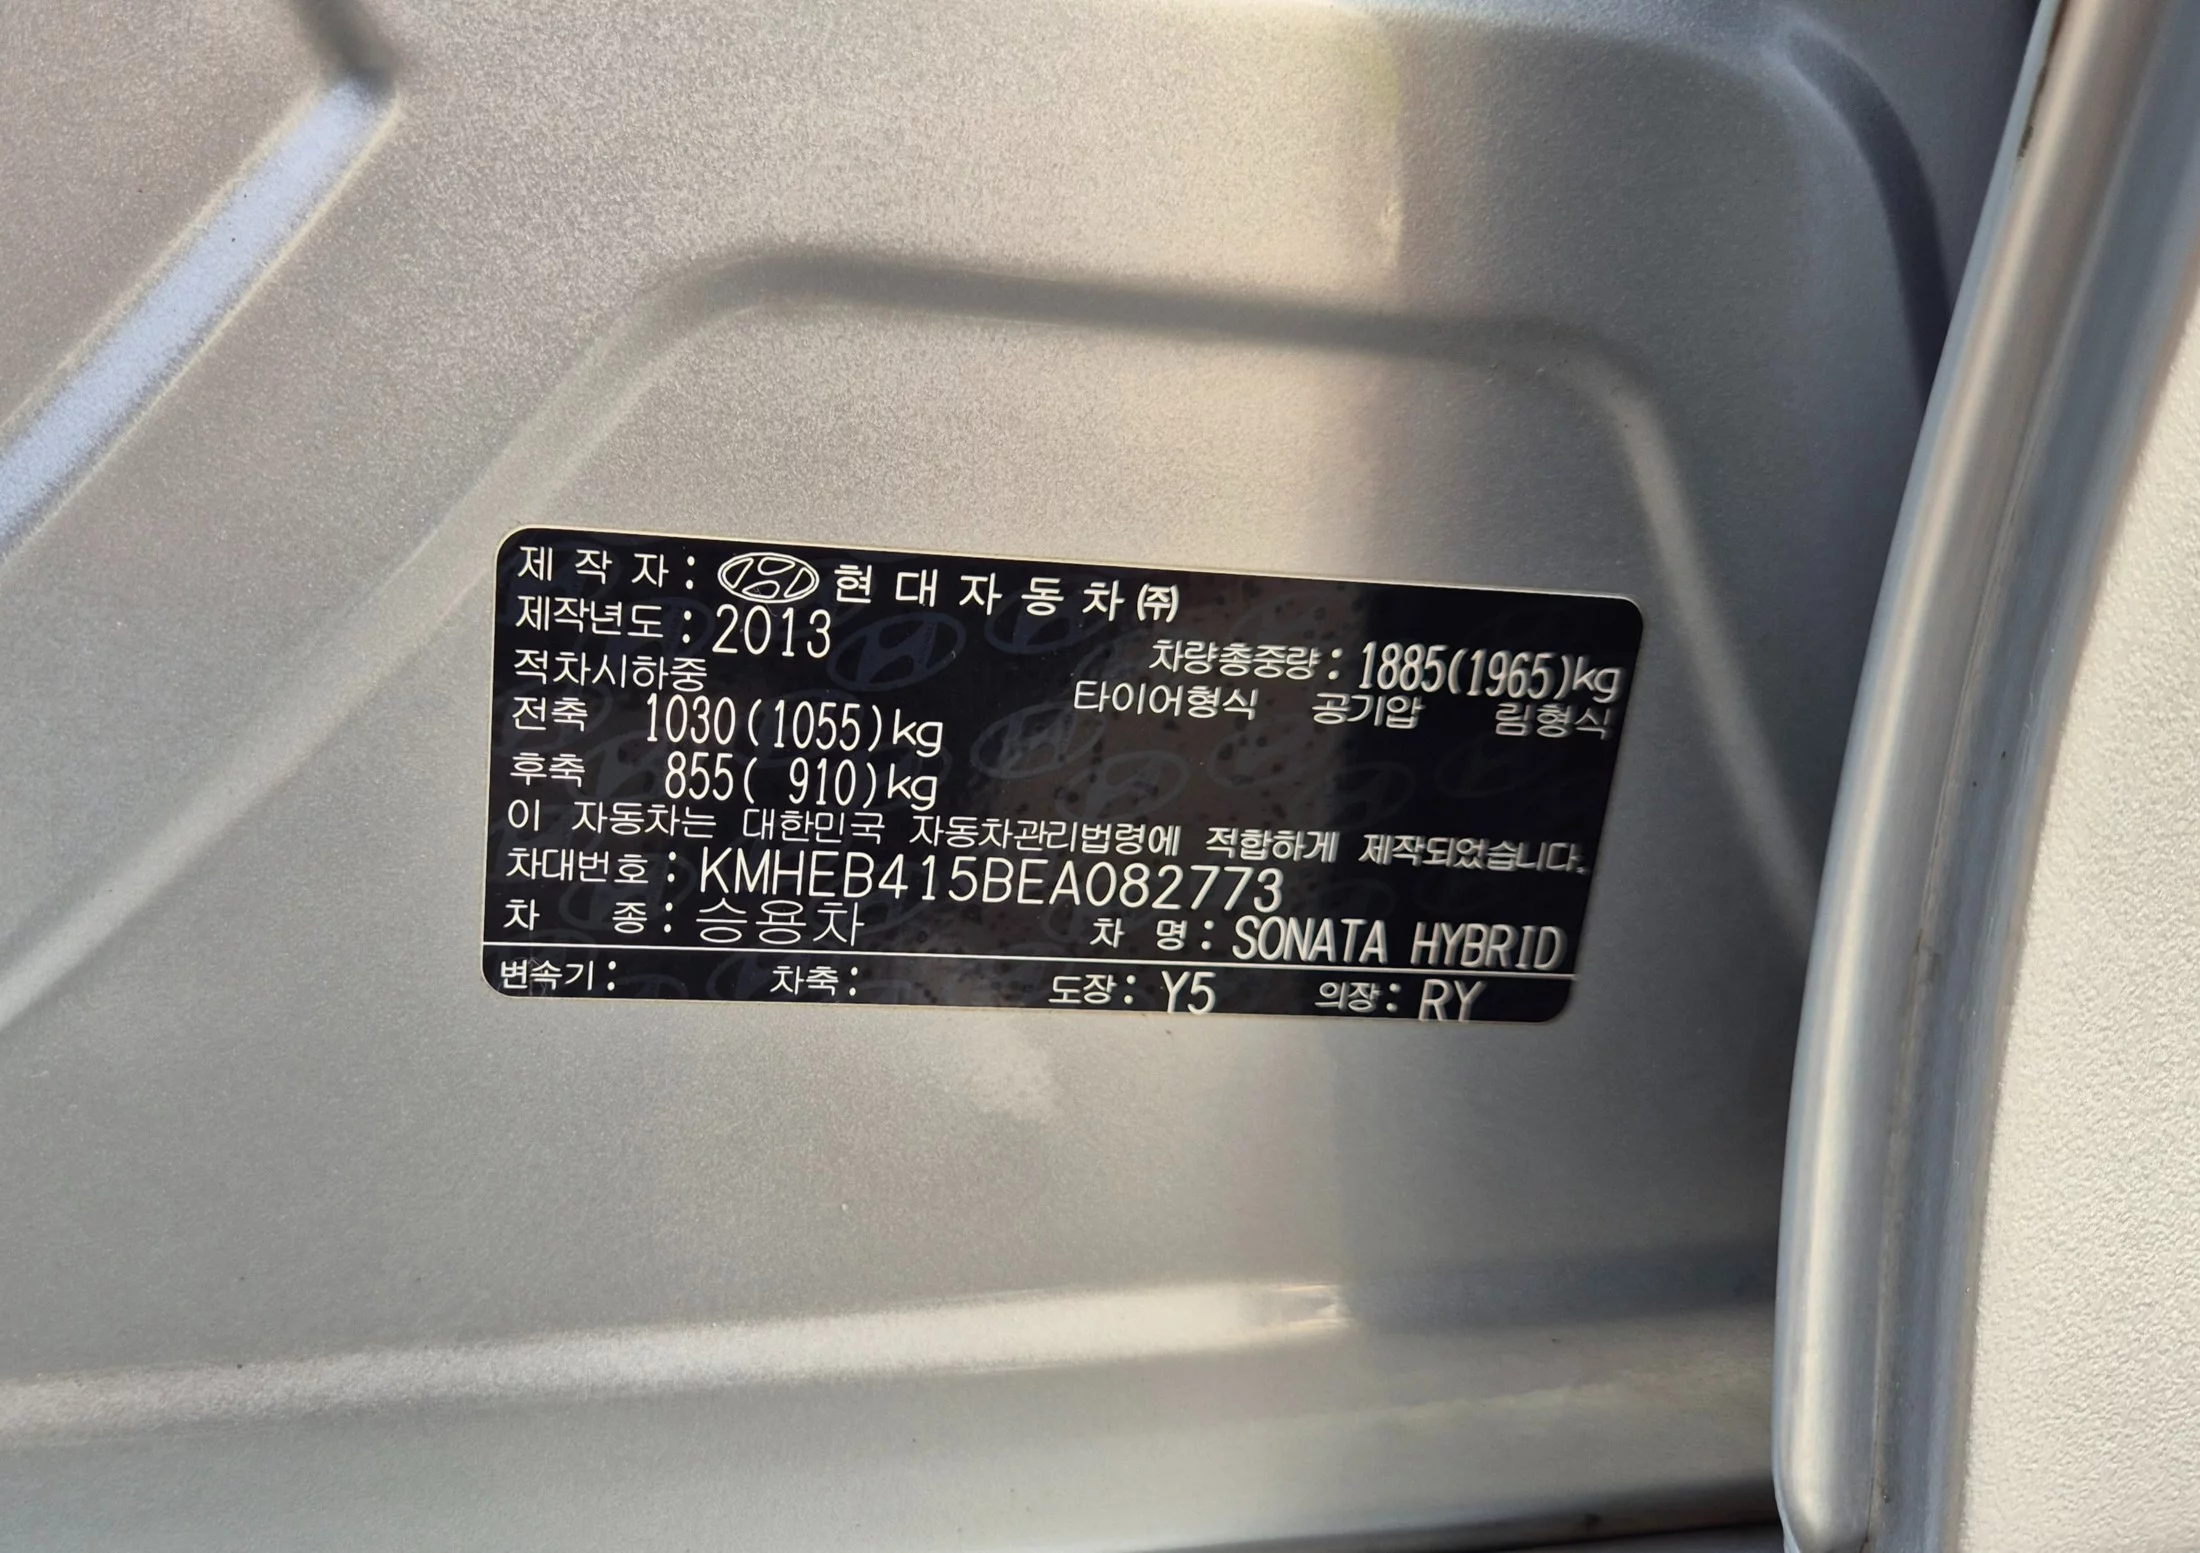 제 작 자 : 현 대 자 동 차 ㈜
제작년도 : 2013
차량총중량 : 1885(1965)kg
적차시하중
타이어형식 공기압 림형식
전축 1030(1055)kg
후축 855( 910)kg
이 자동차는 대한민국 자동차관리법령에 적합하게 제작되었습니다.
차대번호 : KMHEB415BEA082773
차 종 : 승용차 차 명 : SONATA HYBRID
변속기 : 차축 : 도장 : Y5 의장 : RY